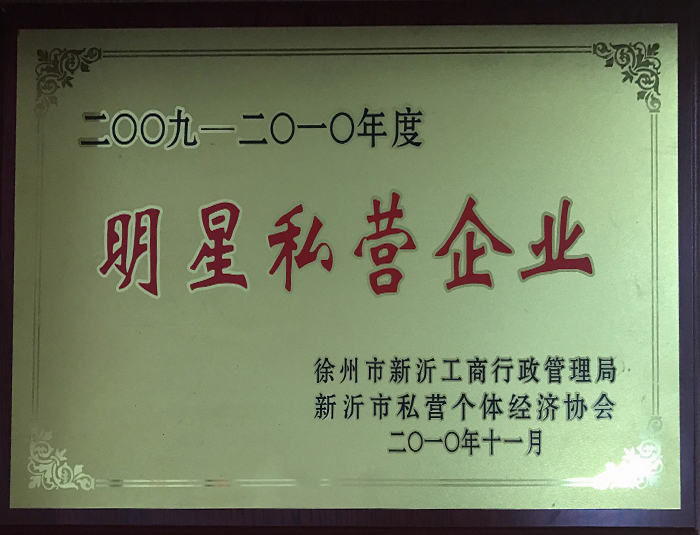 二〇〇九—二〇一〇年度
明星私营企业
徐州市新沂工商行政管理局
新沂市私营个体经济协会
二〇一〇年十一月